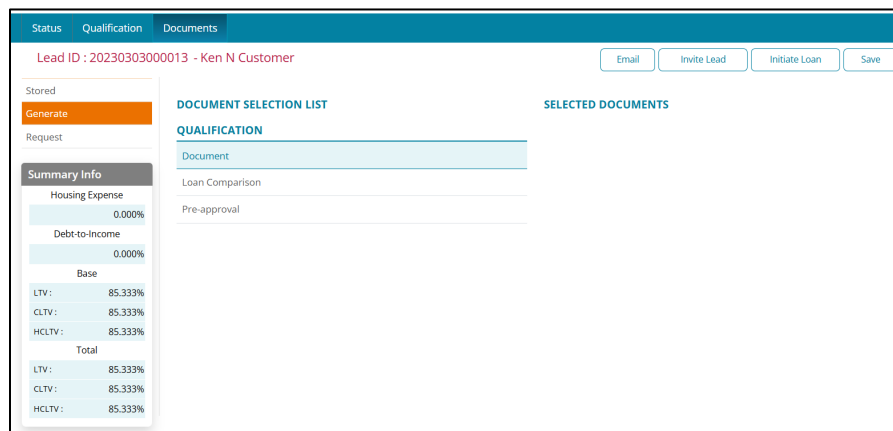 Status Qualification Documents
Lead ID : 20230303000013 - Ken N Customer
Email Invite Lead Initiate Loan Save
Stored
Generate
Request
Summary Info
Housing Expense
0.000%
Debt-to-Income
0.000%
Base
LTV : 85.333%
CLTV : 85.333%
HCLTV : 85.333%
Total
LTV : 85.333%
CLTV : 85.333%
HCLTV : 85.333%
DOCUMENT SELECTION LIST
QUALIFICATION
Document
Loan Comparison
Pre-approval
SELECTED DOCUMENTS